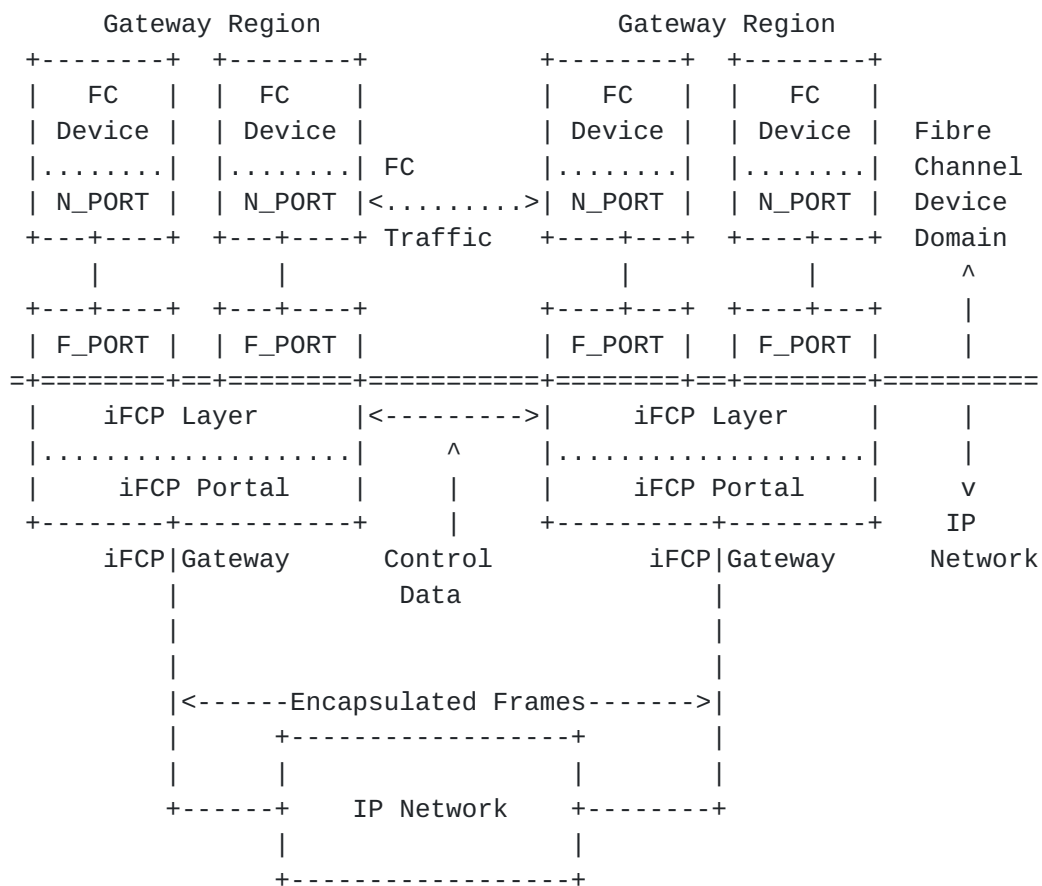 Gateway Region Gateway Region
+--------+ +--------+ +--------+ +--------+
| FC | | FC | | FC | | FC |
| Device | | Device | | Device | | Device | Fibre
|........| |........| FC |........| |........| Channel
| N_PORT | | N_PORT |<.........>| N_PORT | | N_PORT | Device
+---+----+ +---+----+ Traffic +----+---+ +----+---+ Domain
| | | | ^
+---+----+ +---+----+ +----+---+ +----+---+ |
| F_PORT | | F_PORT | | F_PORT | | F_PORT | |
=+========+==+========+===========+========+==+========+==========
| iFCP Layer |<--------->| iFCP Layer | |
|....................| ^ |....................| |
| iFCP Portal | | | iFCP Portal | v
+--------+-----------+ | +----------+---------+ IP
iFCP|Gateway Control iFCP|Gateway Network
| Data |
| |
| |
|<------Encapsulated Frames------->|
| +------------------+ |
| | | |
+------+ IP Network +--------+
| |
+------------------+